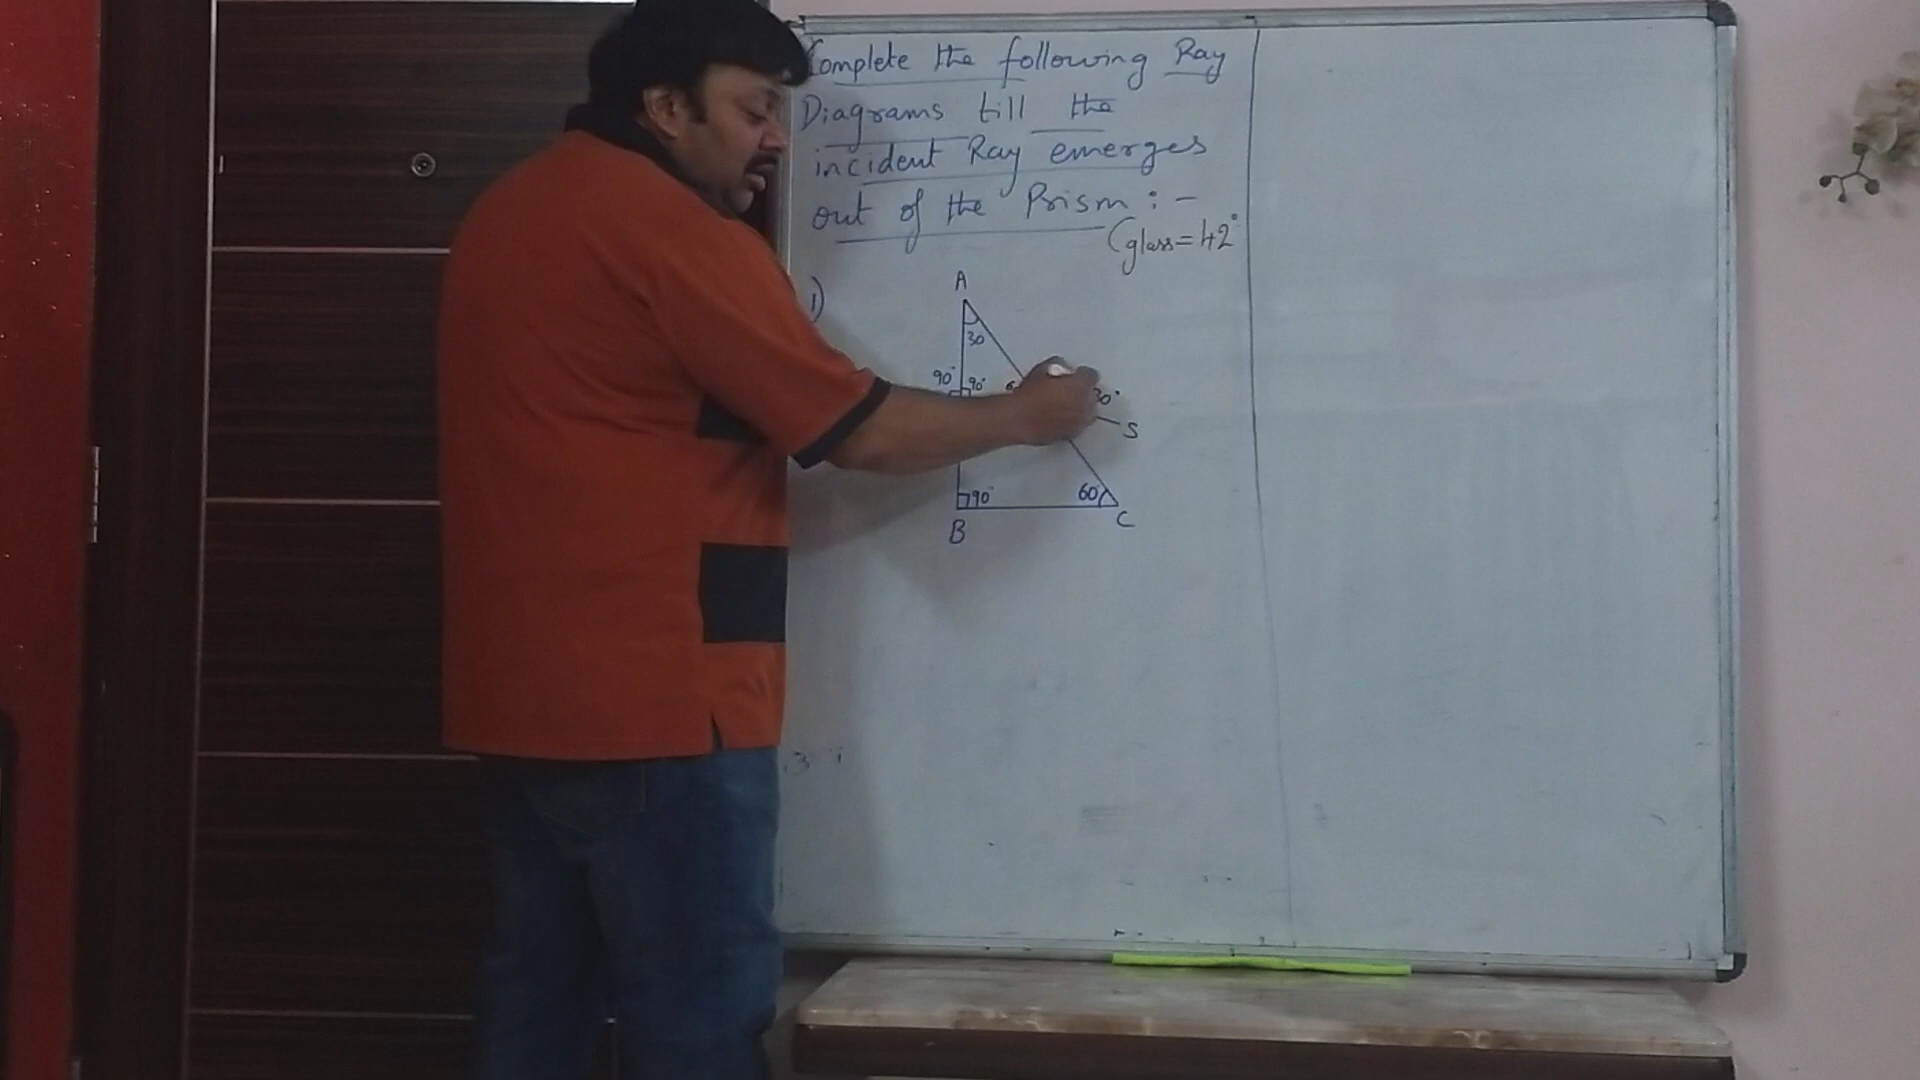 Complete the following Ray
Diagrams till the
incident Ray emerges
out of the Prism :-
Cglass = 42°
1)
A
30
90° 90°
30°
S
90° 60°
B C